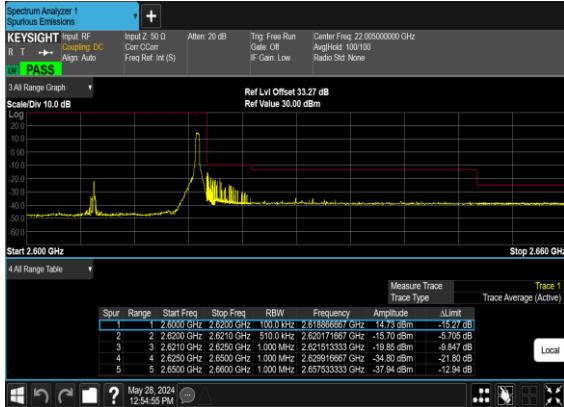 Spectrum Analyzer 1
Spurious Emissions
KEYSIGHT Input: RF Input Z: 50 Ω Atten: 20 dB Trig: Free Run Center Freq: 22.005000000 GHz
R T Coupling: DC Corr CCorr Gate: Off Avg|Hold: 100/100
Align: Auto Freq Ref: Int (S) IF Gain: Low Radio Std: None
PASS
3 All Range Graph
Ref Lvl Offset 33.27 dB
Scale/Div 10.0 dB Ref Value 30.00 dBm
Log
20.0
10.0
0.00
-10.0
-20.0
-30.0
-40.0
-50.0
-60.0
Start 2.600 GHz Stop 2.660 GHz
4 All Range Table
Measure Trace Trace 1
Trace Type Trace Average (Active)
Spur Range Start Freq Stop Freq RBW Frequency Amplitude ΔLimit
1 1 2.6000 GHz 2.6200 GHz 100.0 kHz 2.618866667 GHz 14.73 dBm -15.27 dB
2 2 2.6200 GHz 2.6210 GHz 510.0 kHz 2.620171667 GHz -15.70 dBm -5.705 dB
3 3 2.6210 GHz 2.6250 GHz 1.000 MHz 2.621513333 GHz -19.85 dBm -9.847 dB
4 4 2.6250 GHz 2.6500 GHz 1.000 MHz 2.629916667 GHz -34.80 dBm -21.80 dB
5 5 2.6500 GHz 2.6600 GHz 1.000 MHz 2.657533333 GHz -37.94 dBm -12.94 dB
Local
?
May 28, 2024
12:54:55 PM